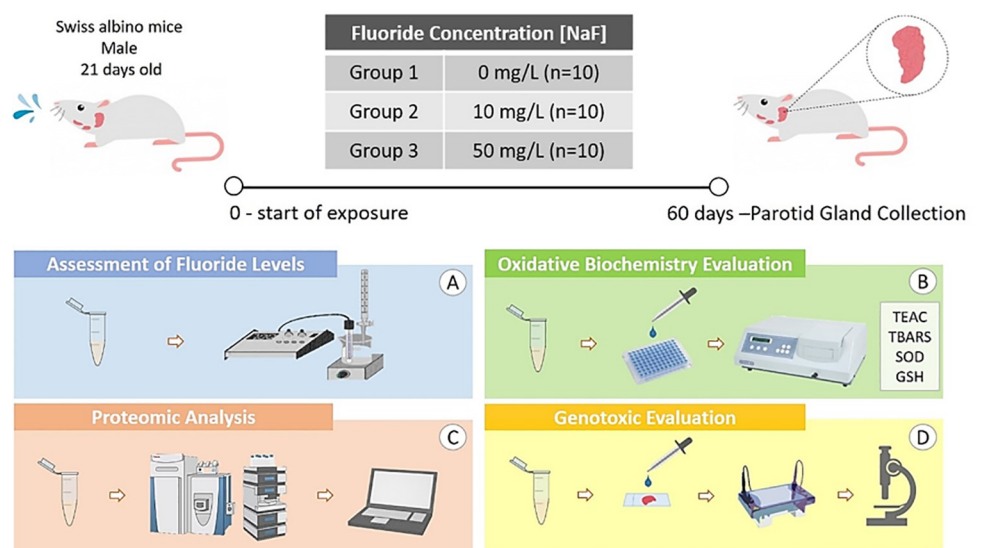 Swiss albino mice
Male
21 days old
Fluoride Concentration [NaF]
Group 1 0 mg/L (n=10)
Group 2 10 mg/L (n=10)
Group 3 50 mg/L (n=10)
0 - start of exposure
60 days –Parotid Gland Collection
Assessment of Fluoride Levels
A
Oxidative Biochemistry Evaluation
B
TEAC
TBARS
SOD
GSH
Proteomic Analysis
C
Genotoxic Evaluation
D